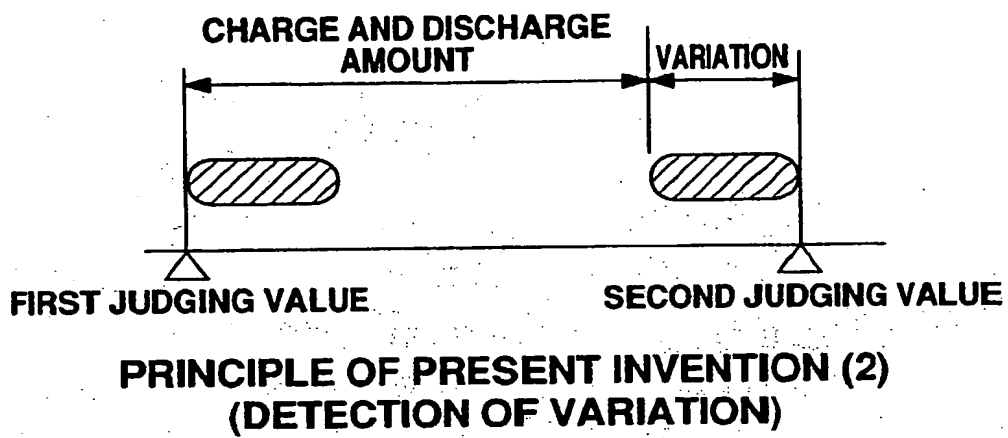 CHARGE AND DISCHARGE
AMOUNT
VARIATION
FIRST JUDGING VALUE
SECOND JUDGING VALUE
PRINCIPLE OF PRESENT INVENTION (2)
(DETECTION OF VARIATION)